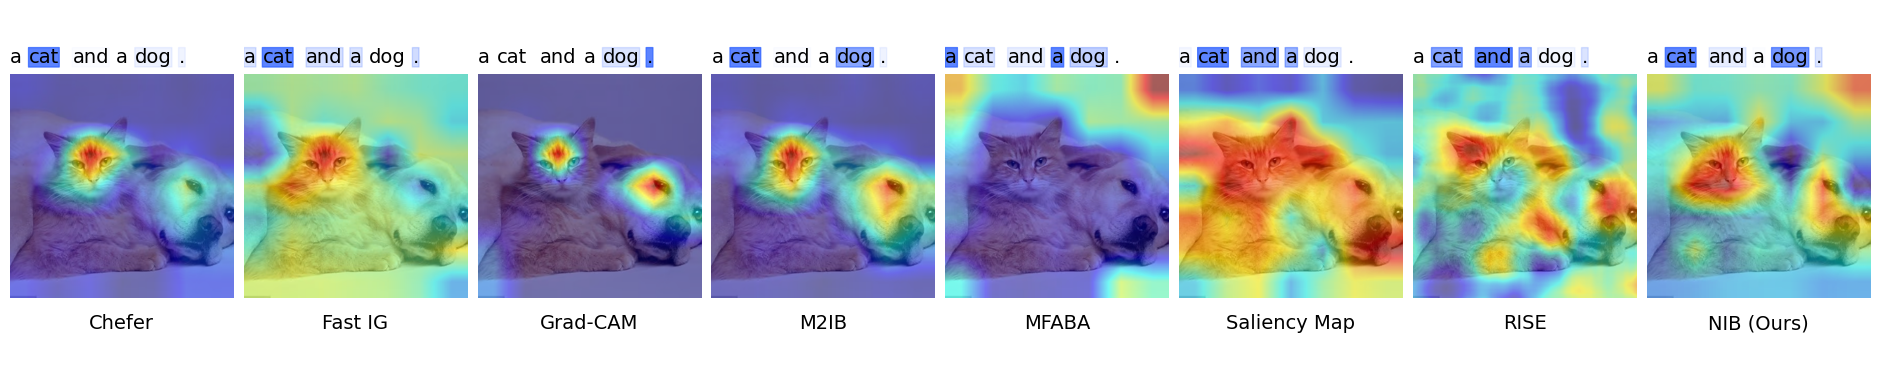 a cat and a dog .
a cat and a dog .
a cat and a dog .
a cat and a dog .
a cat and a dog .
a cat and a dog .
a cat and a dog .
a cat and a dog .
Chefer
Fast IG
Grad-CAM
M2IB
MFABA
Saliency Map
RISE
NIB (Ours)